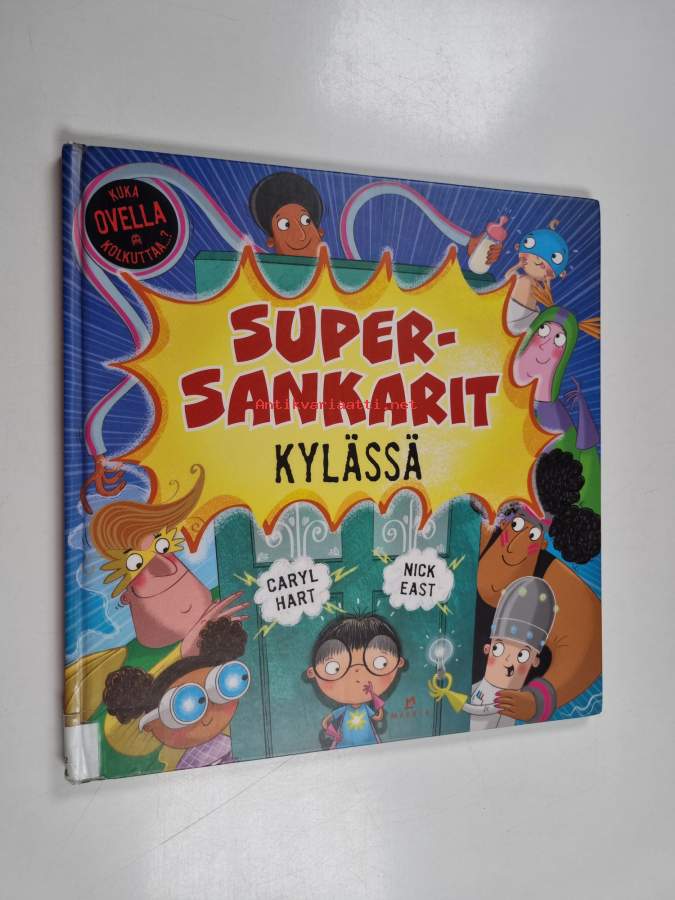 KUKA
OVELLA
KOLKUTTAA...?
SUPER-
SANKARIT
Antikvariaatti.net
KYLÄSSÄ
CARYL
HART
NICK
EAST